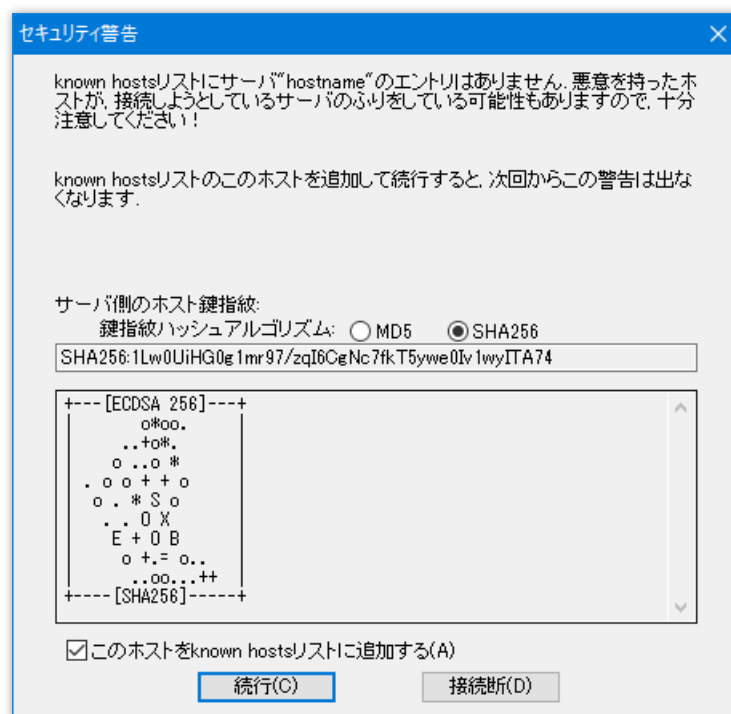 セキュリティ警告
known hostsリストにサーバ"hostname"のエントリはありません. 悪意を持ったホ
ストが, 接続しようとしているサーバのふりをしている可能性もありますので, 十分
注意してください！
known hostsリストのこのホストを追加して続行すると, 次回からこの警告は出な
くなります.
サーバ側のホスト鍵指紋:
鍵指紋ハッシュアルゴリズム: MD5 SHA256
SHA256:1Lw0UiHG0g1mr97/zqI6CgNc7fkT5ywe0Iv1wyITA74
+---[ECDSA 256]---+
|       o*oo.     |
|     ..+o*.      |
|    o ..o *      |
| . o o + + o     |
|  o . * S o      |
|   . . O X       |
|    E + O B      |
|     o +.= o..   |
|      ..oo...++  |
+----[SHA256]-----+
このホストをknown hostsリストに追加する(A)
続行(C) 接続断(D)